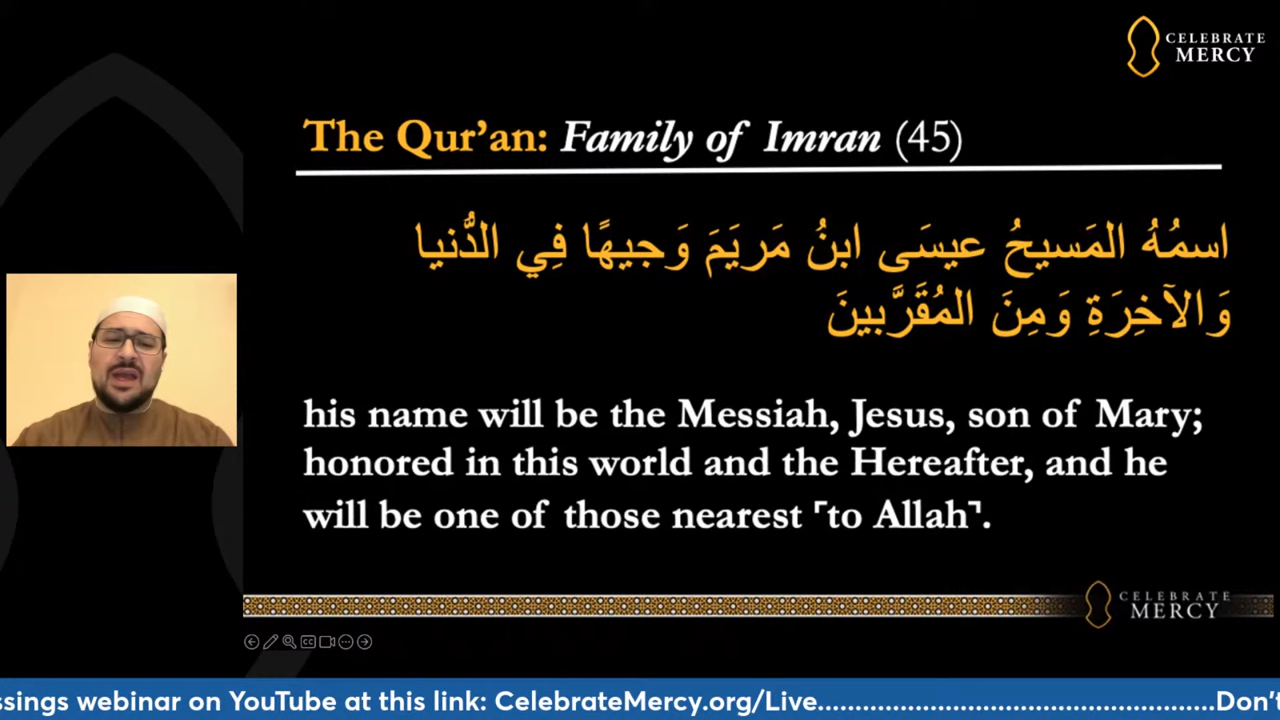 CELEBRATE
MERCY
The Qur’an: Family of Imran (45)
اسمُهُ المَسيحُ عيسَى ابنُ مَريَمَ وَجيهًا فِي الدُّنيا
وَالآخِرَةِ وَمِنَ المُقَرَّبينَ
his name will be the Messiah, Jesus, son of Mary;
honored in this world and the Hereafter, and he
will be one of those nearest ⸢to Allah⸣.
CELEBRATE
MERCY
ssings webinar on YouTube at this link: CelebrateMercy.org/Live.......................................................Don't